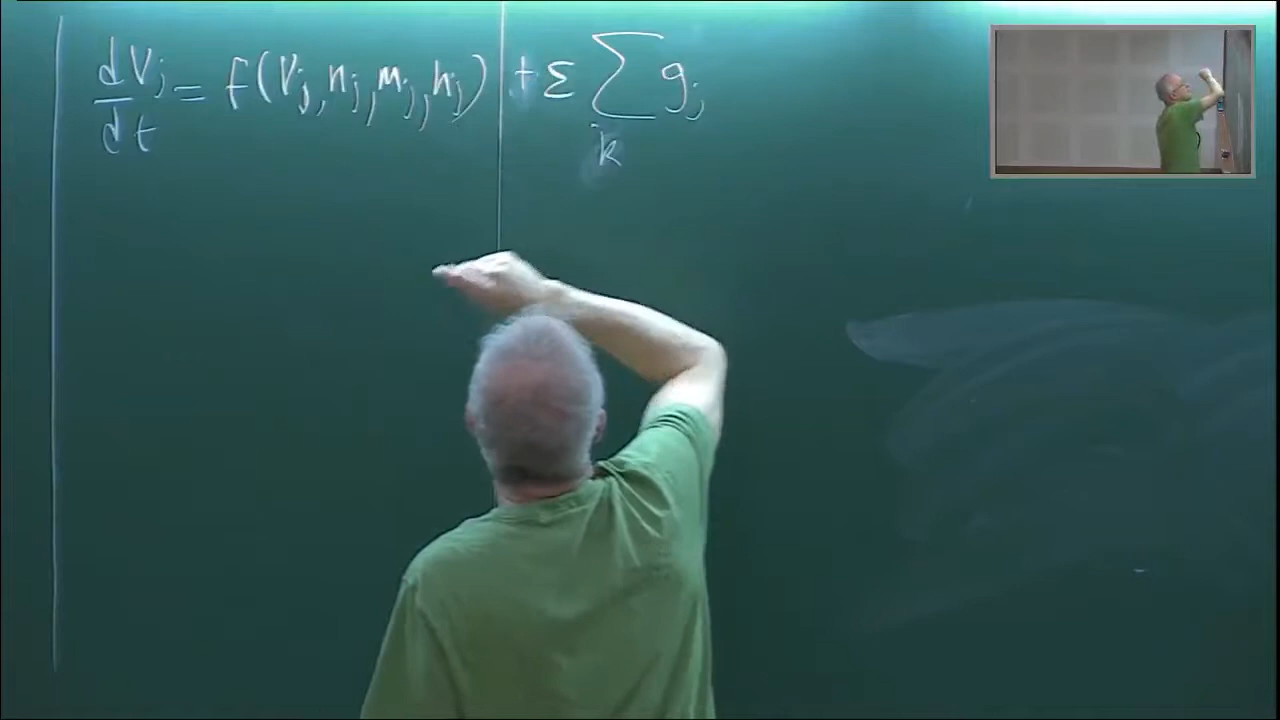 dV_j/dt = f(V_j, n_j, m_j, h_j) + ε ∑_k g_j